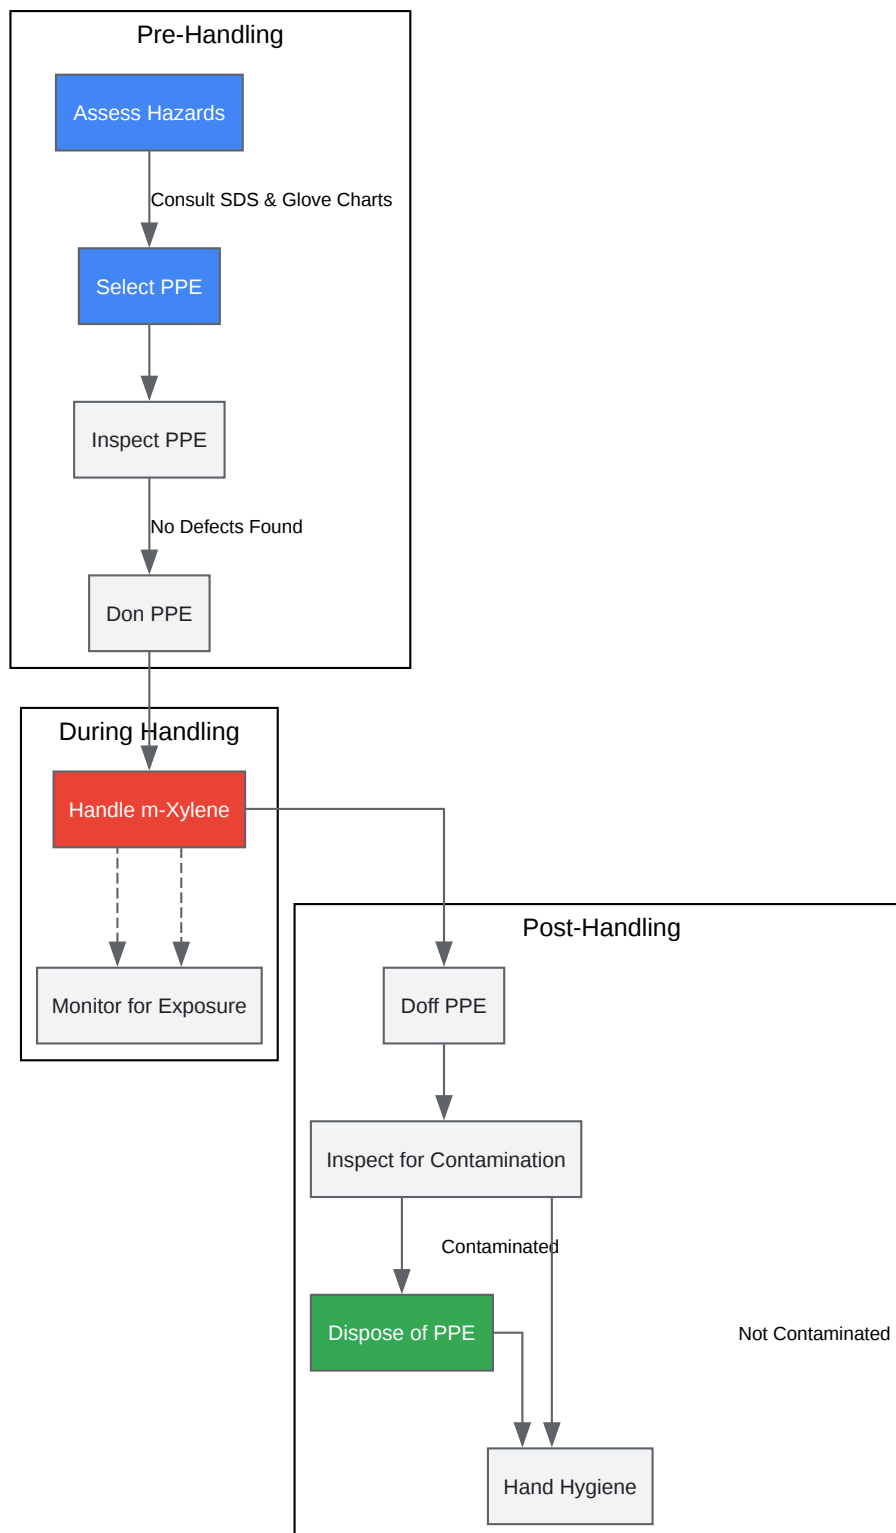 Pre-Handling
Assess Hazards
Consult SDS & Glove Charts
Select PPE
Inspect PPE
No Defects Found
Don PPE
During Handling
Handle m-Xylene
Monitor for Exposure
Post-Handling
Doff PPE
Inspect for Contamination
Contaminated
Dispose of PPE
Not Contaminated
Hand Hygiene